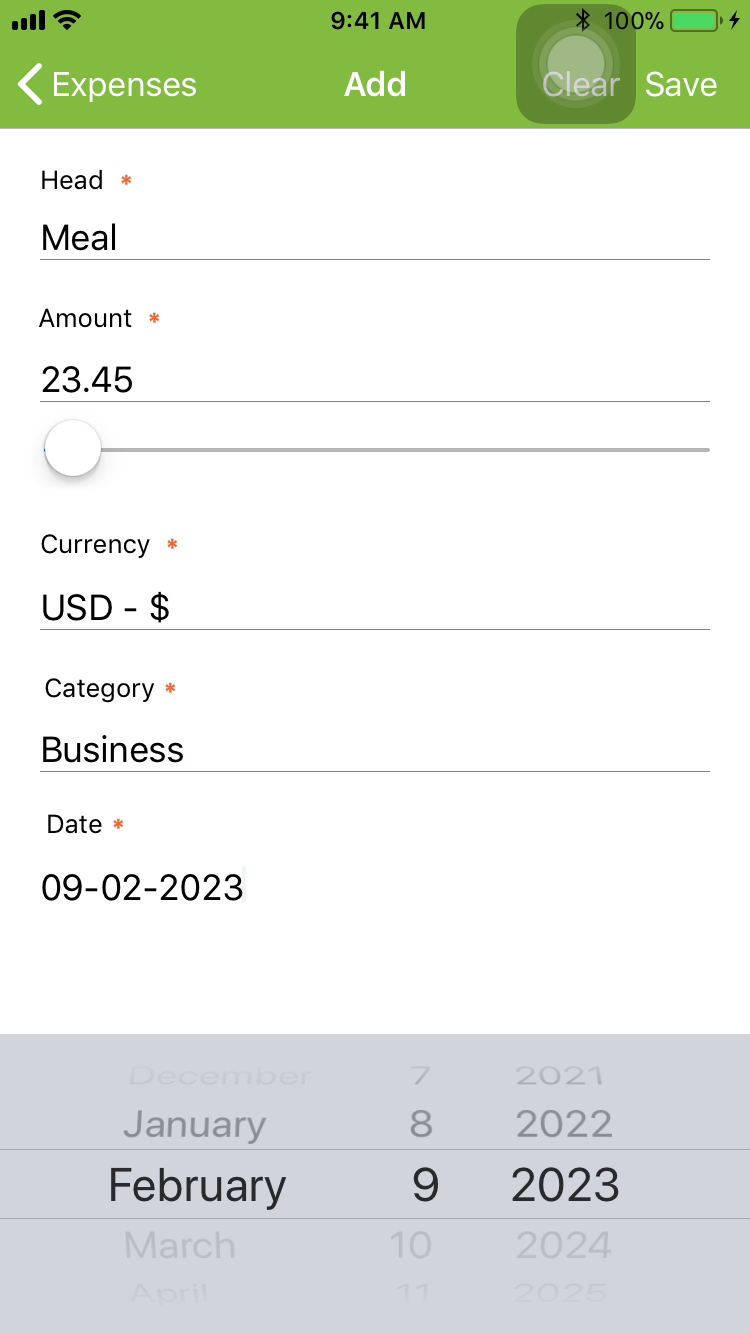 9:41 AM 100%
Expenses Add Clear Save
Head *
Meal
Amount *
23.45
Currency *
USD - $
Category *
Business
Date *
09-02-2023
December 7 2021
January 8 2022
February 9 2023
March 10 2024
April 11 2025